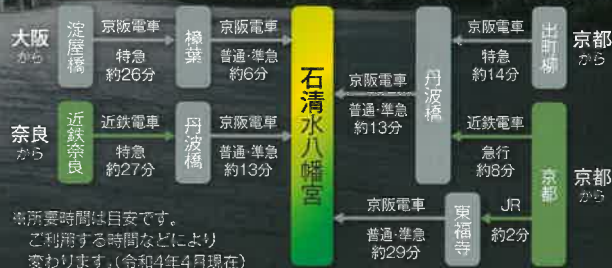 大阪
から
淀屋橋
京阪電車
特急
約26分
樟葉
京阪電車
普通・準急
約6分
奈良
から
近鉄奈良
近鉄電車
特急
約27分
丹波橋
京阪電車
普通・準急
約13分
石清水八幡宮
京阪電車
普通・準急
約13分
丹波橋
京阪電車
特急
約14分
出町柳
京都
から
近鉄電車
急行
約8分
京都
京都
から
京阪電車
普通・準急
約29分
東福寺
JR
約2分
※所要時間は目安です。
ご利用する時間などにより
変わります。(令和4年4月現在)